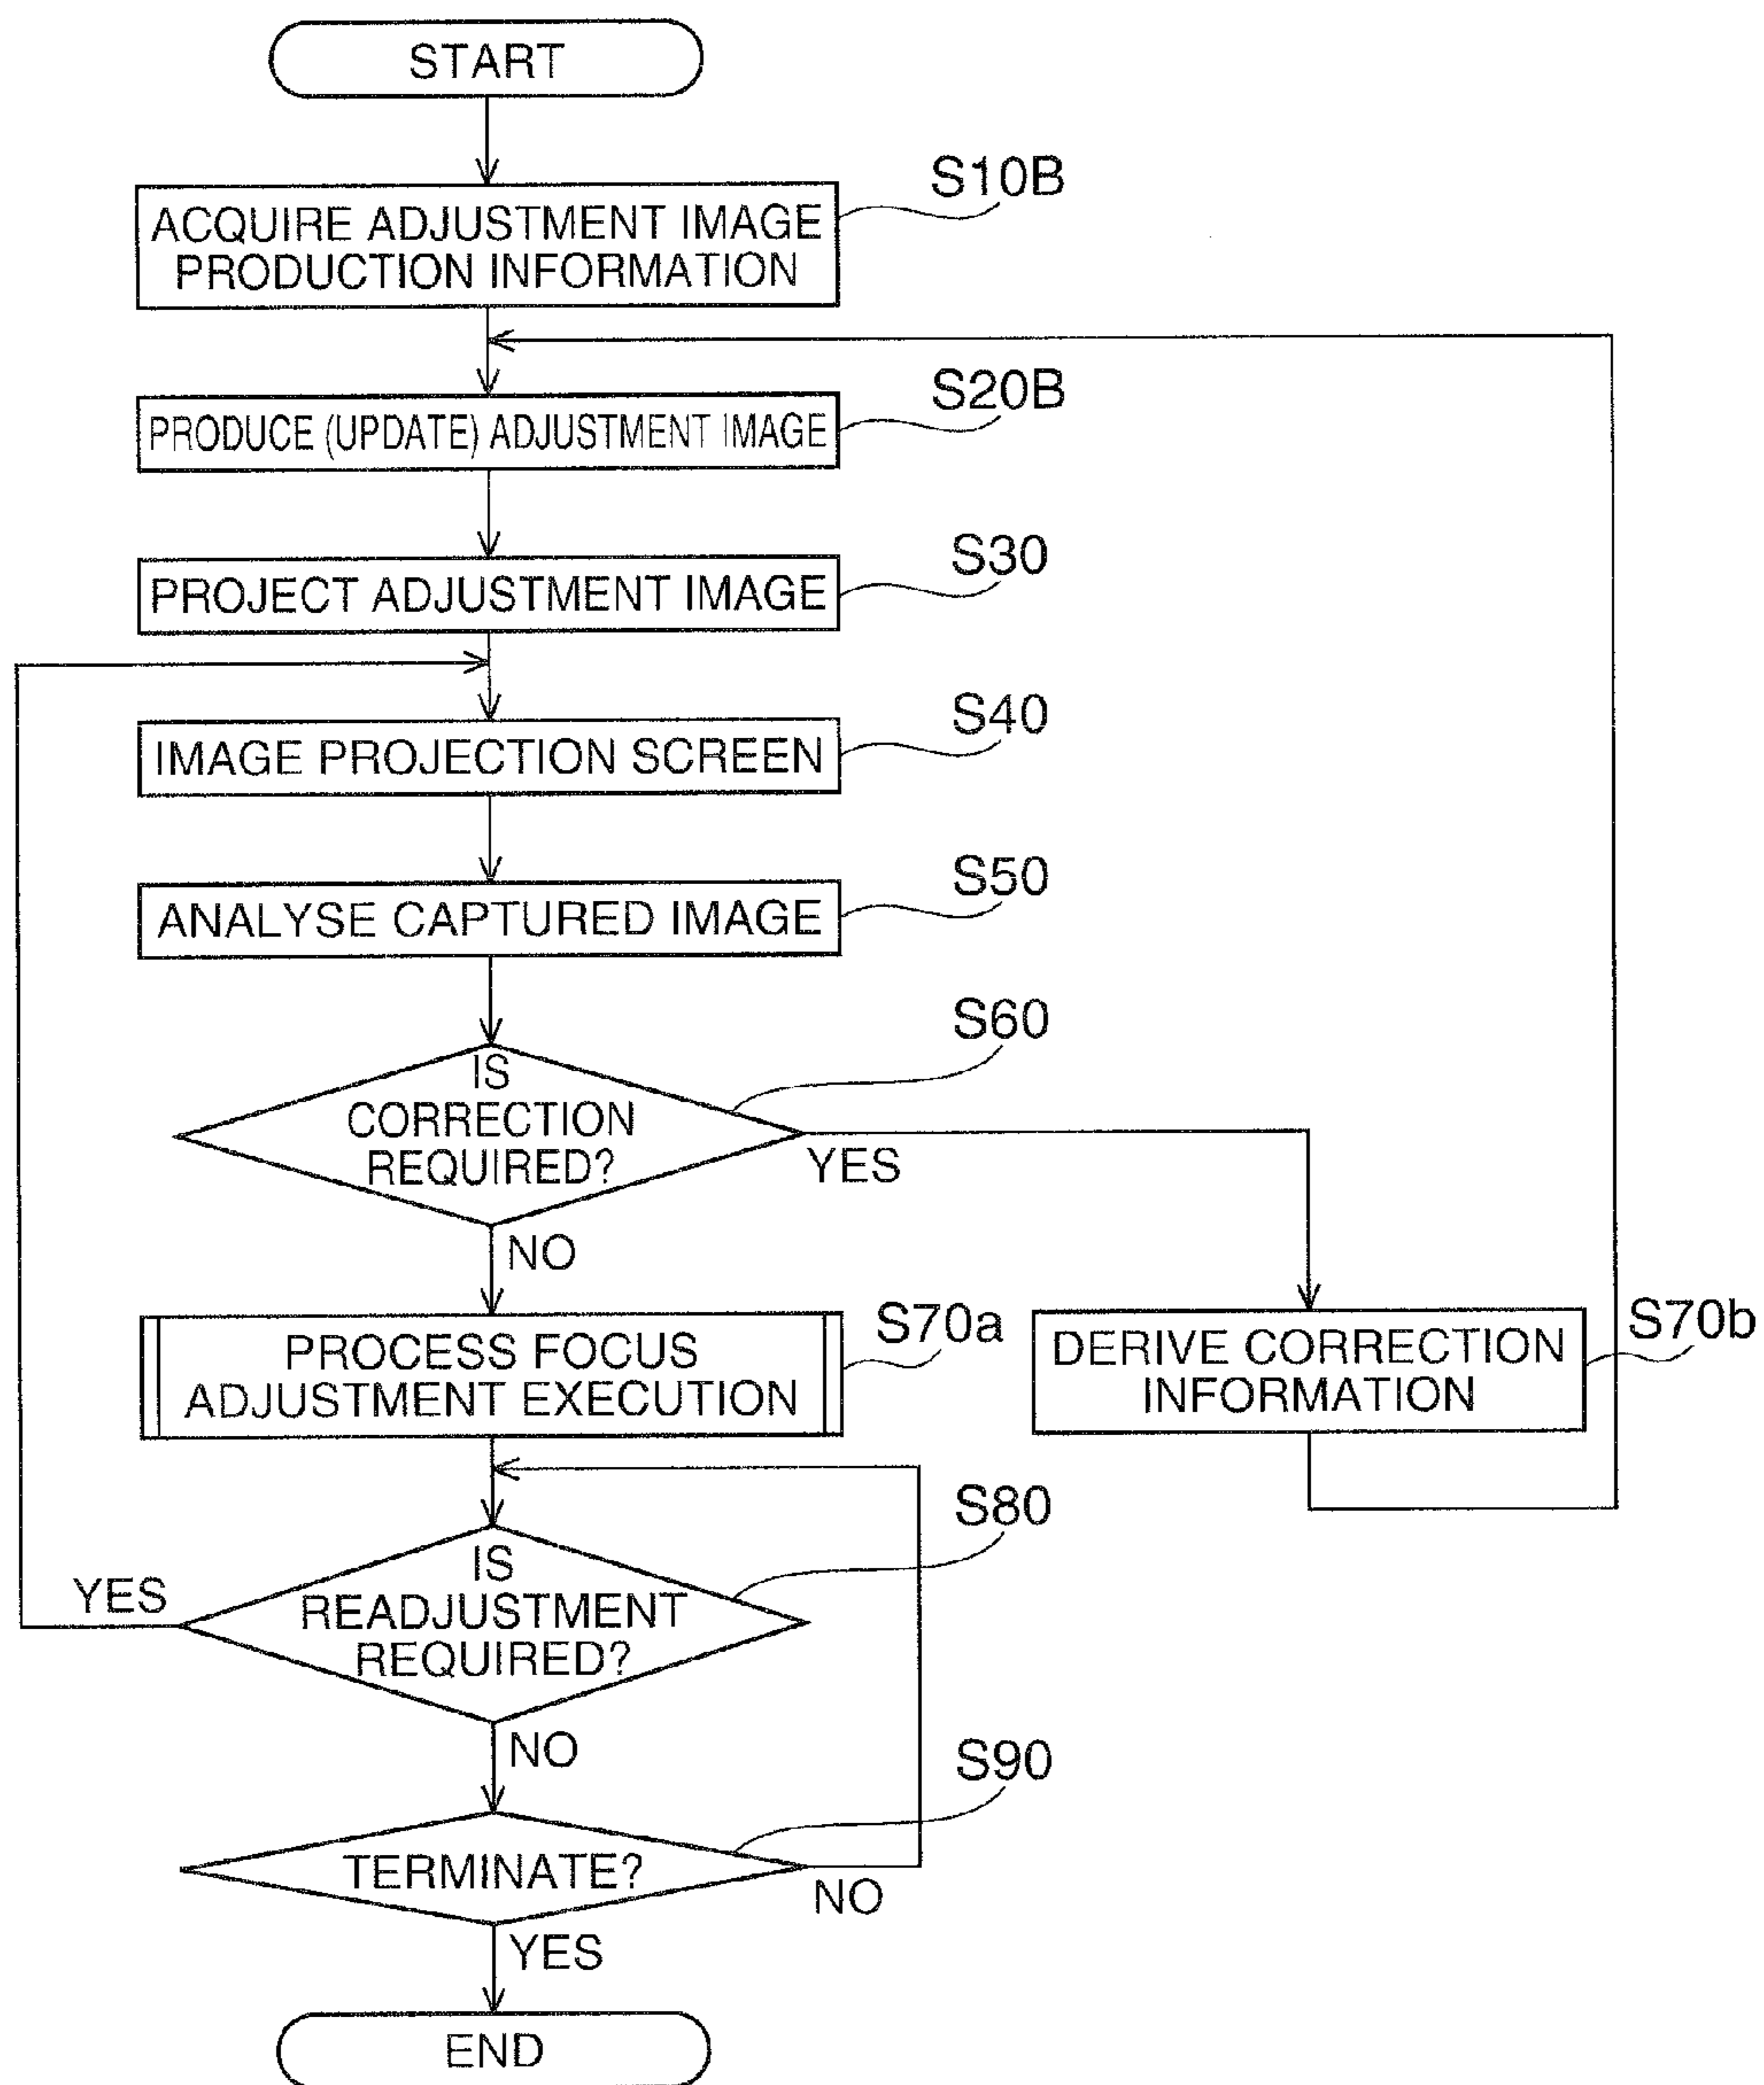 START
S10B
ACQUIRE ADJUSTMENT IMAGE
PRODUCTION INFORMATION
S20B
PRODUCE (UPDATE) ADJUSTMENT IMAGE
S30
PROJECT ADJUSTMENT IMAGE
S40
IMAGE PROJECTION SCREEN
S50
ANALYSE CAPTURED IMAGE
S60
IS
CORRECTION
REQUIRED?
YES
NO
S70a
PROCESS FOCUS
ADJUSTMENT EXECUTION
S70b
DERIVE CORRECTION
INFORMATION
S80
IS
READJUSTMENT
REQUIRED?
YES
NO
S90
TERMINATE?
NO
YES
END